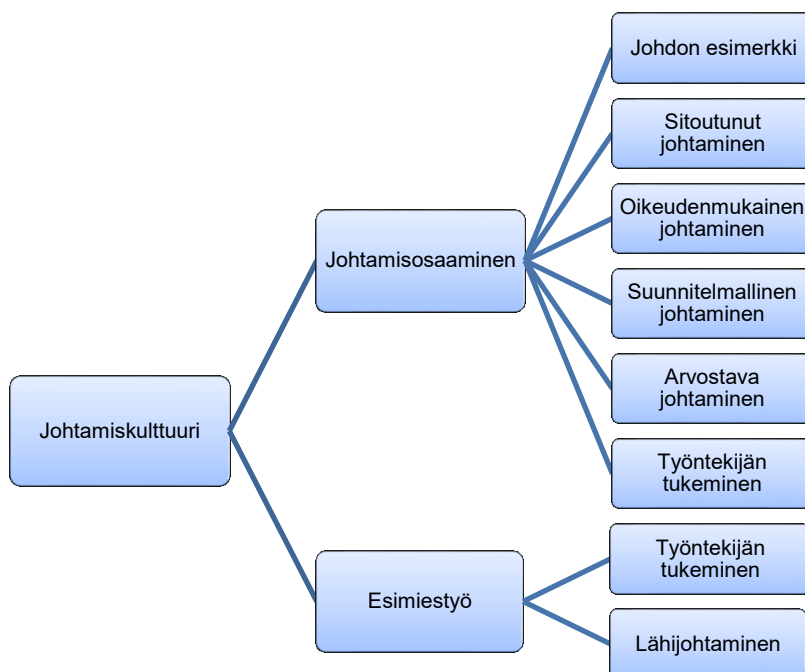 Johdon esimerkki
Sitoutunut
johtaminen
Oikeudenmukainen
johtaminen
Johtamisosaaminen
Suunnitelmallinen
johtaminen
Arvostava
johtaminen
Johtamiskulttuuri
Työntekijän
tukeminen
Työntekijän
tukeminen
Esimiestyö
Lähijohtaminen